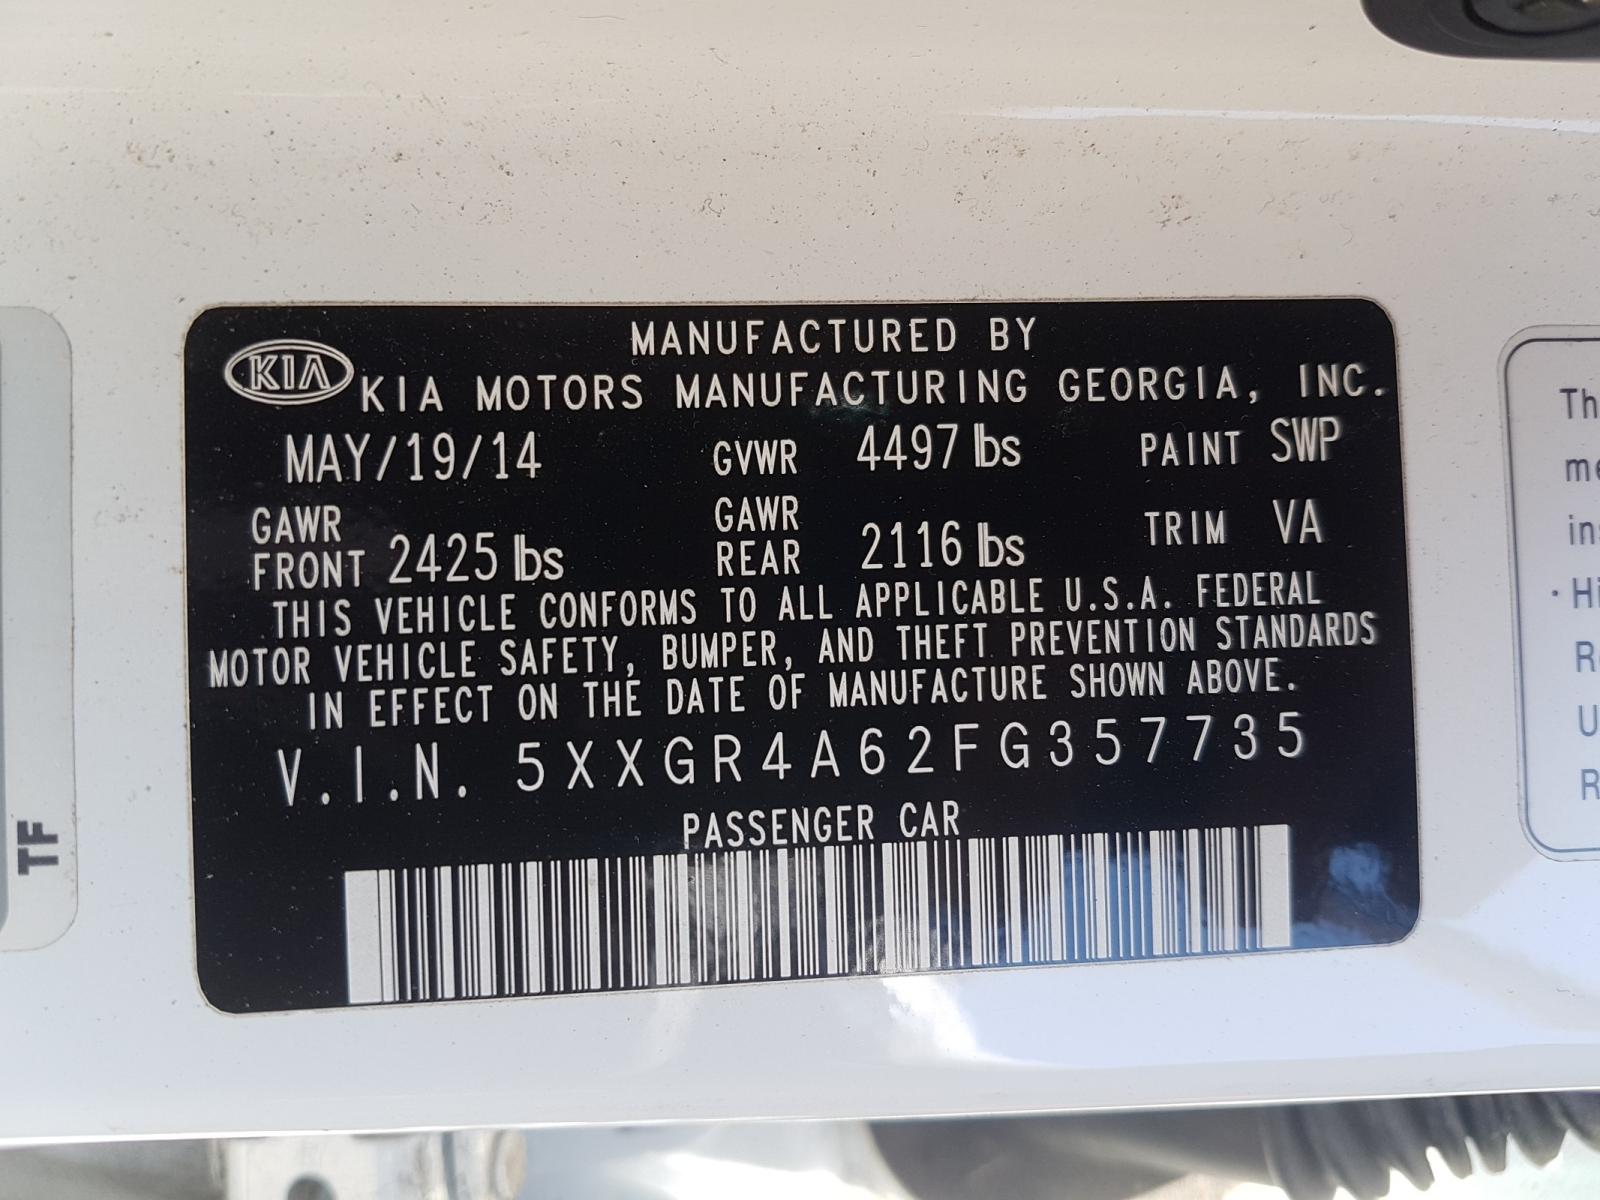 MANUFACTURED BY
KIA
KIA MOTORS MANUFACTURING GEORGIA, INC.
MAY/19/14 GVWR 4497 lbs PAINT SWP
GAWR FRONT 2425 lbs GAWR REAR 2116 lbs TRIM VA
THIS VEHICLE CONFORMS TO ALL APPLICABLE U.S.A. FEDERAL
MOTOR VEHICLE SAFETY, BUMPER, AND THEFT PREVENTION STANDARDS
IN EFFECT ON THE DATE OF MANUFACTURE SHOWN ABOVE.
V.I.N. 5XXGR4A62FG357735
PASSENGER CAR
TF